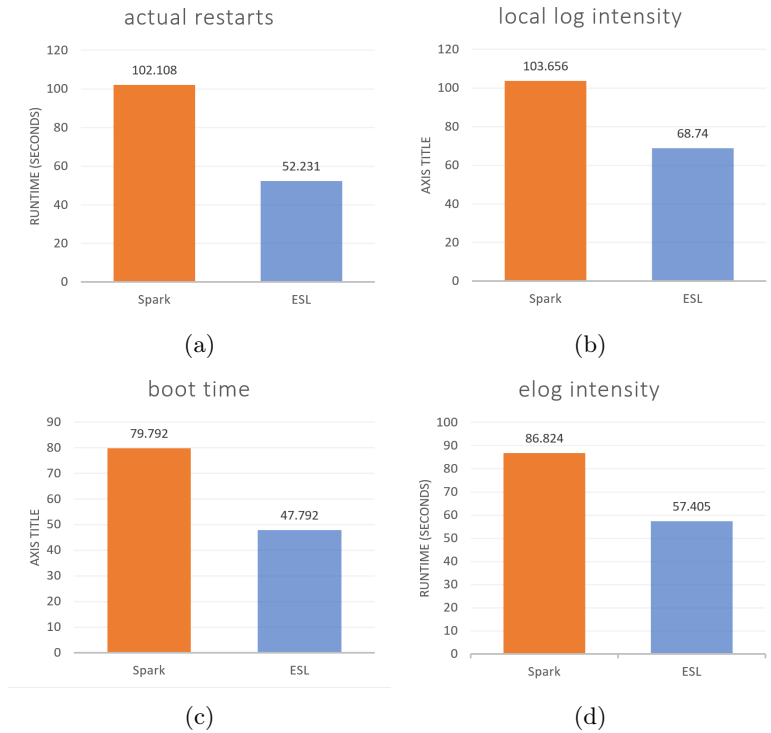 actual restarts
RUNTIME (SECONDS)
120
100
80
60
40
20
0
102.108
52.231
Spark
ESL
(a)
local log intensity
AXIS TITLE
120
100
80
60
40
20
0
103.656
68.74
Spark
ESL
(b)
boot time
AXIS TITLE
90
80
70
60
50
40
30
20
10
0
79.792
47.792
Spark
ESL
(c)
elog intensity
RUNTIME (SECONDS)
100
90
80
70
60
50
40
30
20
10
0
86.824
57.405
Spark
ESL
(d)